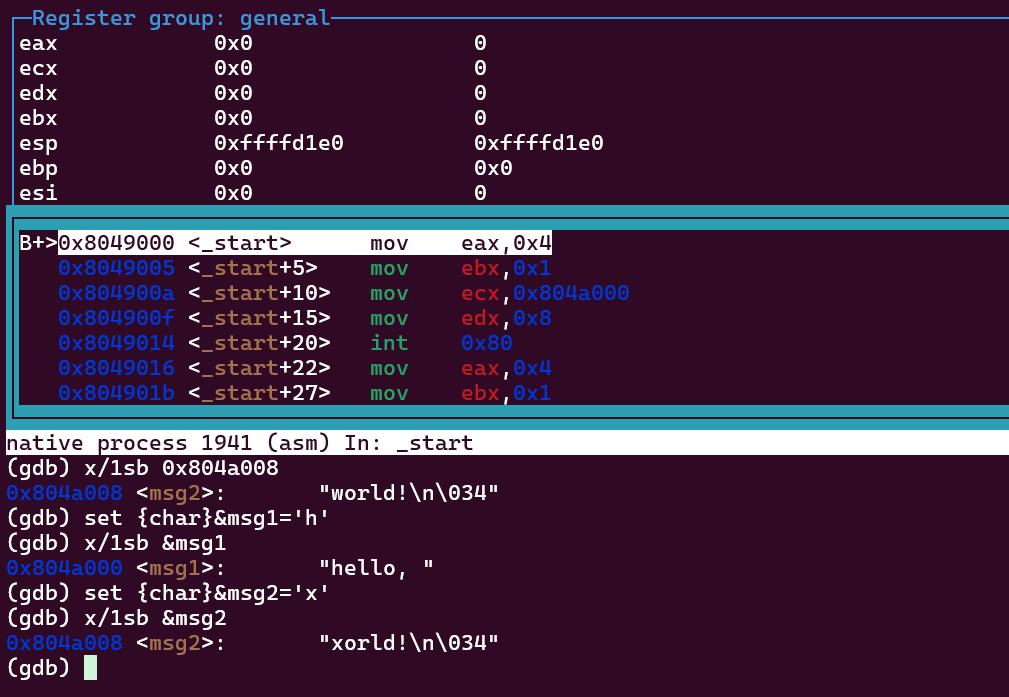 Register group: general
eax 0x0 0
ecx 0x0 0
edx 0x0 0
ebx 0x0 0
esp 0xffffd1e0 0xffffd1e0
ebp 0x0 0x0
esi 0x0 0
B+>0x8049000 <_start> mov eax,0x4
0x8049005 <_start+5> mov ebx,0x1
0x804900a <_start+10> mov ecx,0x804a000
0x804900f <_start+15> mov edx,0x8
0x8049014 <_start+20> int 0x80
0x8049016 <_start+22> mov eax,0x4
0x804901b <_start+27> mov ebx,0x1
native process 1941 (asm) In: _start
(gdb) x/1sb 0x804a008
0x804a008 <msg2>: "world!\n\034"
(gdb) set {char}&msg1='h'
(gdb) x/1sb &msg1
0x804a000 <msg1>: "hello, "
(gdb) set {char}&msg2='x'
(gdb) x/1sb &msg2
0x804a008 <msg2>: "xorld!\n\034"
(gdb)